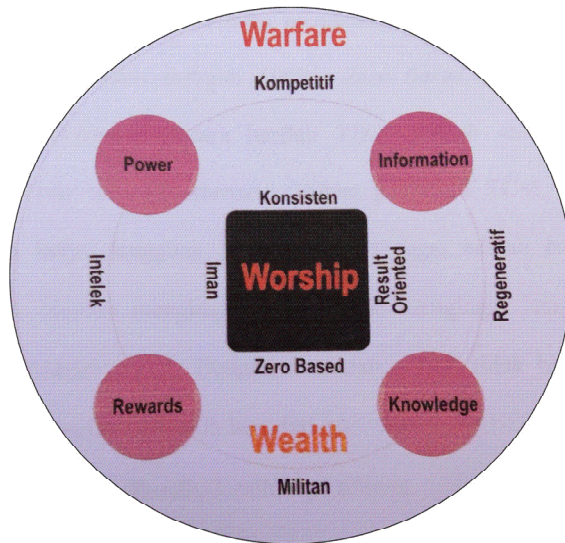 Warfare
Kompetitif
Power
Information
Konsisten
Intelek
Iman
Worship
Result
Oriented
Regeneratif
Zero Based
Rewards
Knowledge
Wealth
Militan